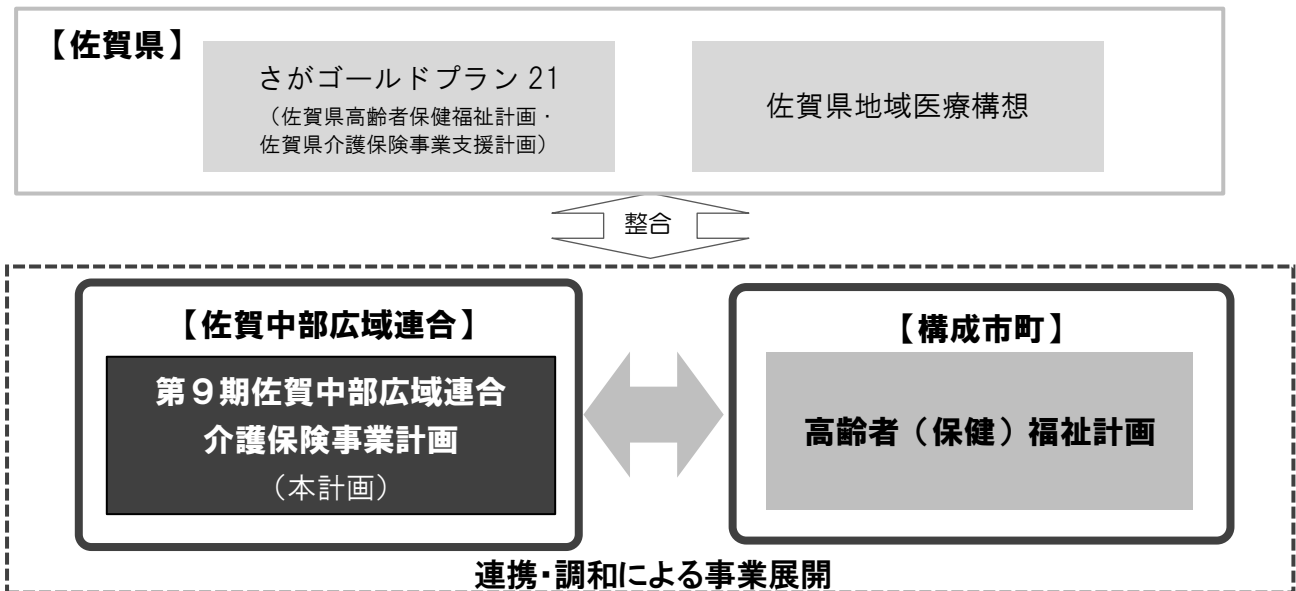 【佐賀県】
さがゴールドプラン 21
（佐賀県高齢者保健福祉計画・
佐賀県介護保険事業支援計画）
佐賀県地域医療構想
整合
【佐賀中部広域連合】
第９期佐賀中部広域連合
介護保険事業計画
（本計画）
【構成市町】
高齢者（保健）福祉計画
連携・調和による事業展開